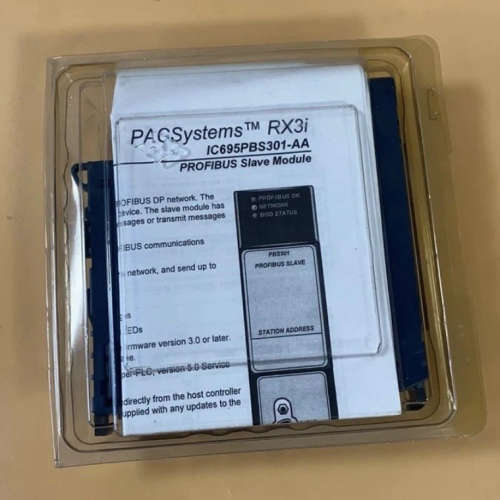 PACSystems™ RX3i
IC695PBS301-AA
PROFIBUS Slave Module
PROFIBUS DP network. The
device. The slave module has
messages or transmit messages
communications
network, and send up to
LEDs
firmware version 3.0 or later.
PLC, version 5.0 Service
directly from the host controller
supplied with any updates to the
PROFIBUS OK
NETWORK
MOD STATUS
PBS301
PROFIBUS SLAVE
STATION ADDRESS